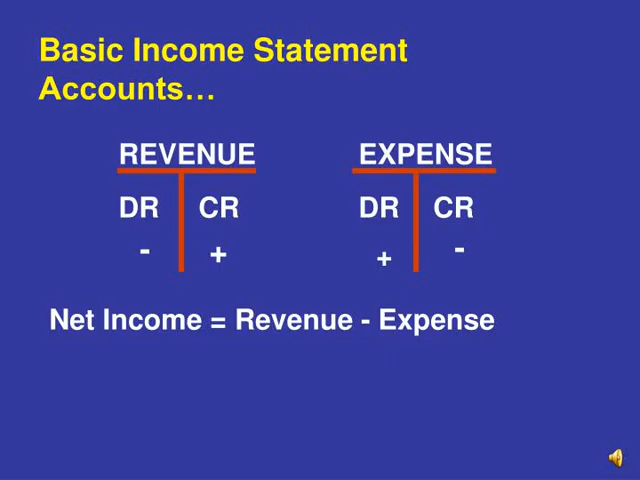 Basic Income Statement
Accounts…
REVENUE EXPENSE
DR CR DR CR
- + + -
Net Income = Revenue - Expense